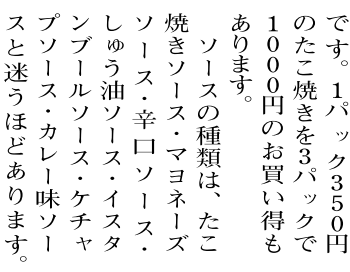 です。１パック３５０円
のたこ焼きを３パックで
１０００円のお買い得も
あります。
　ソースの種類は、たこ
焼きソース・マヨネーズ
ソース・辛口ソース・
しょう油ソース・イスタ
ンブールソース・ケチャ
プソース・カレー味ソー
スと迷うほどあります。